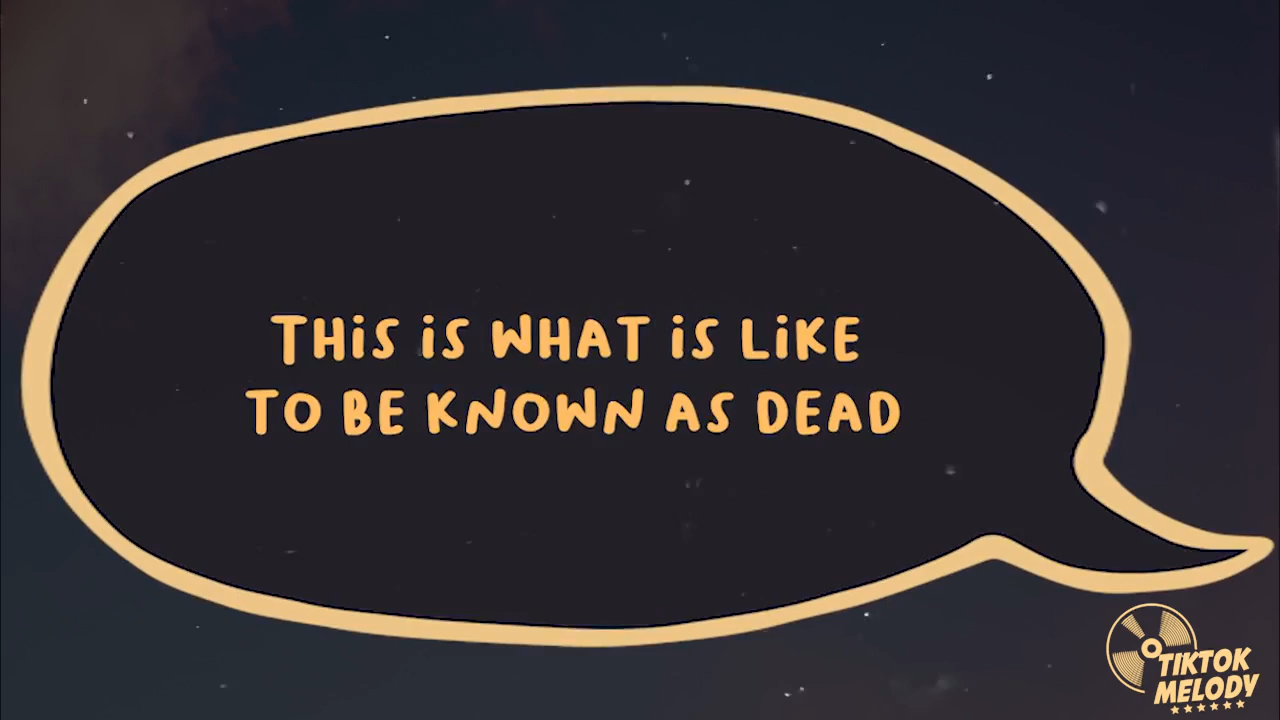 THiS iS WHAT iS LiKE
TO BE KNOWN AS DEAD
TIKTOK
MELODY